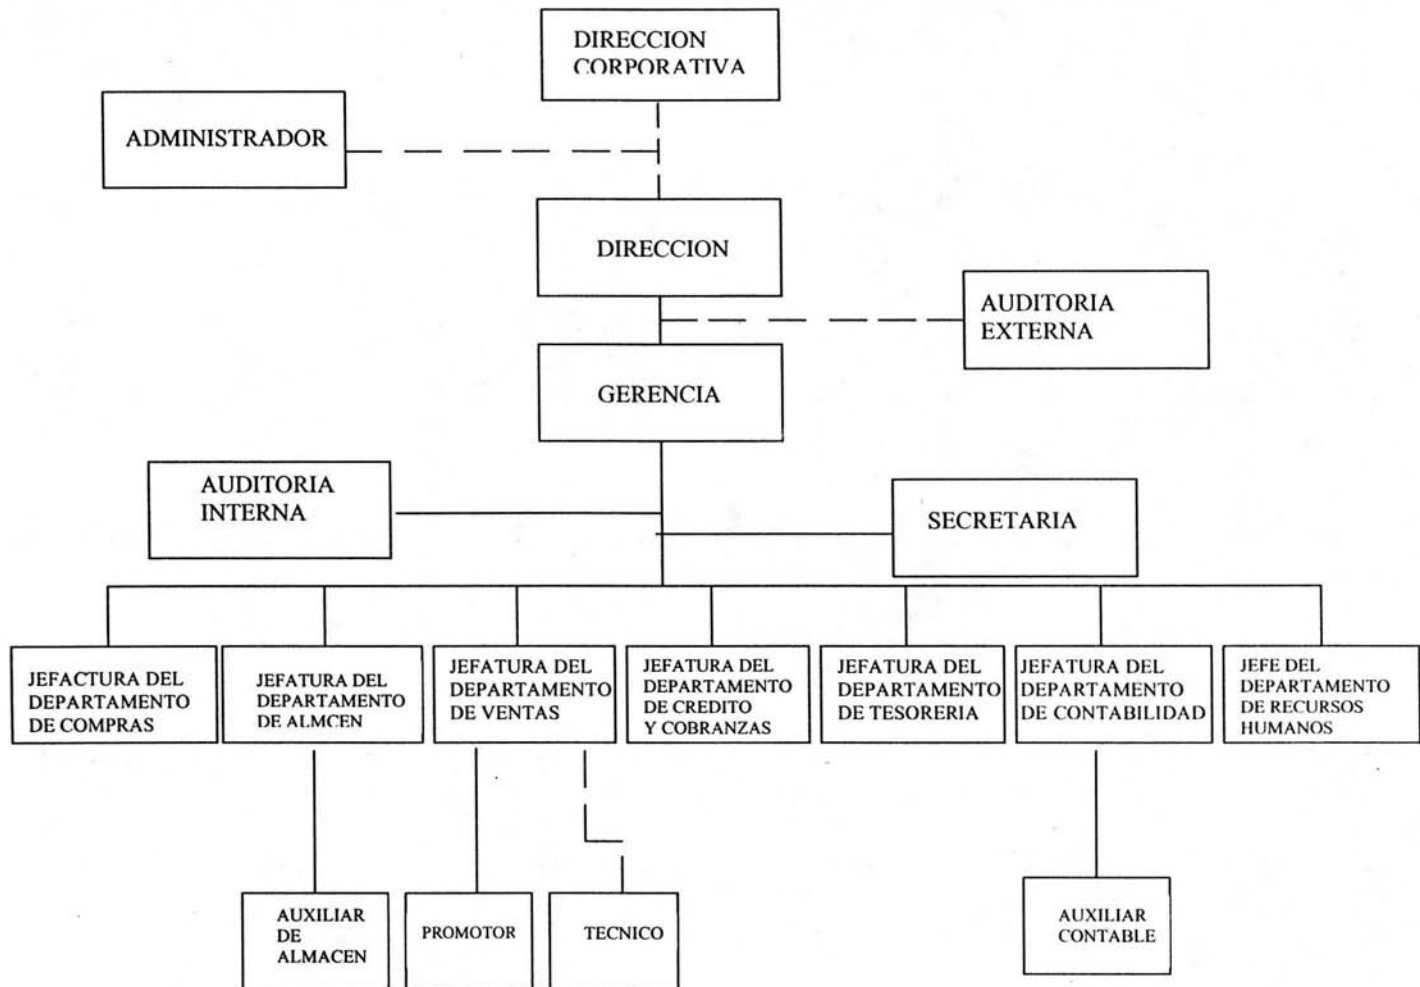 DIRECCION
CORPORATIVA
ADMINISTRADOR
DIRECCION
AUDITORIA
EXTERNA
GERENCIA
AUDITORIA
INTERNA
SECRETARIA
JEFACTURA DEL
DEPARTAMENTO
DE COMPRAS
JEFATURA DEL
DEPARTAMENTO
DE ALMCEN
JEFATURA DEL
DEPARTAMENTO
DE VENTAS
JEFATURA DEL
DEPARTAMENTO
DE CREDITO
Y COBRANZAS
JEFATURA DEL
DEPARTAMENTO
DE TESORERIA
JEFATURA DEL
DEPARTAMENTO
DE CONTABILIDAD
JEFE DEL
DEPARTAMENTO
DE RECURSOS
HUMANOS
AUXILIAR
DE
ALMACEN
PROMOTOR
TECNICO
AUXILIAR
CONTABLE